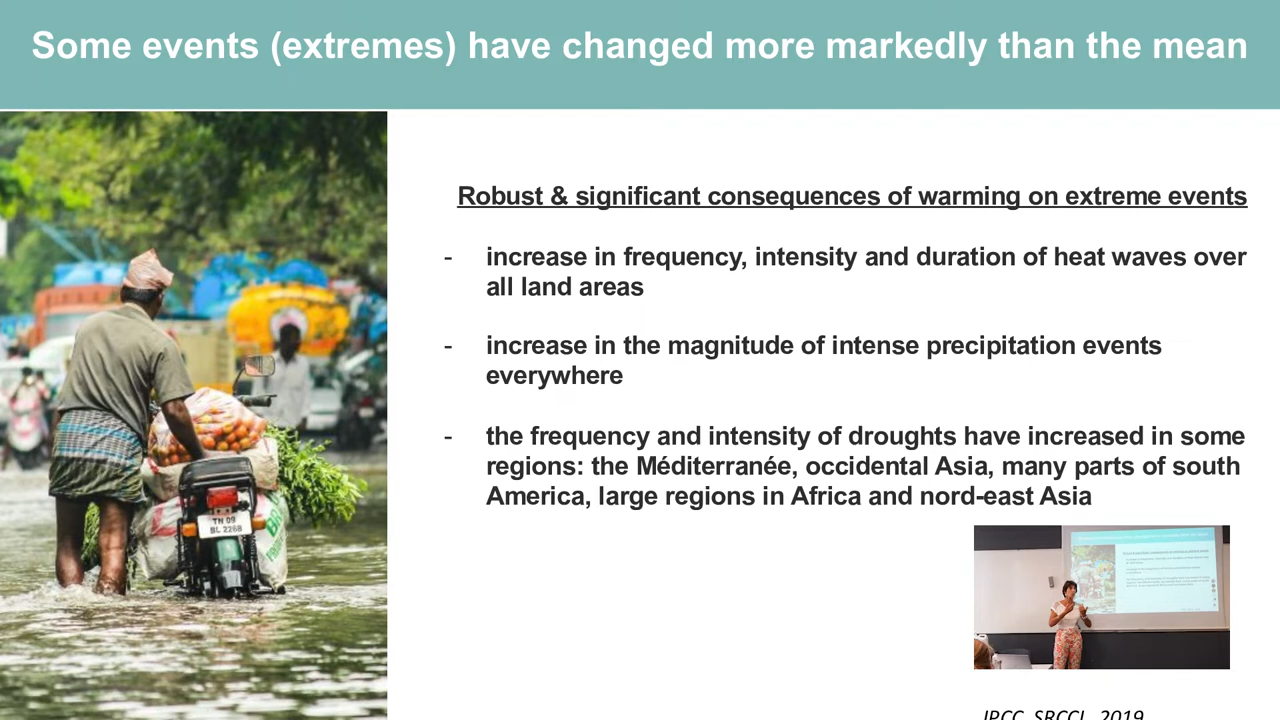 Some events (extremes) have changed more markedly than the mean
Robust & significant consequences of warming on extreme events
- increase in frequency, intensity and duration of heat waves over
all land areas
- increase in the magnitude of intense precipitation events
everywhere
- the frequency and intensity of droughts have increased in some
regions: the Méditerranée, occidental Asia, many parts of south
America, large regions in Africa and nord-east Asia
TN 09
BL 2268
IPCC, SRCCL, 2019